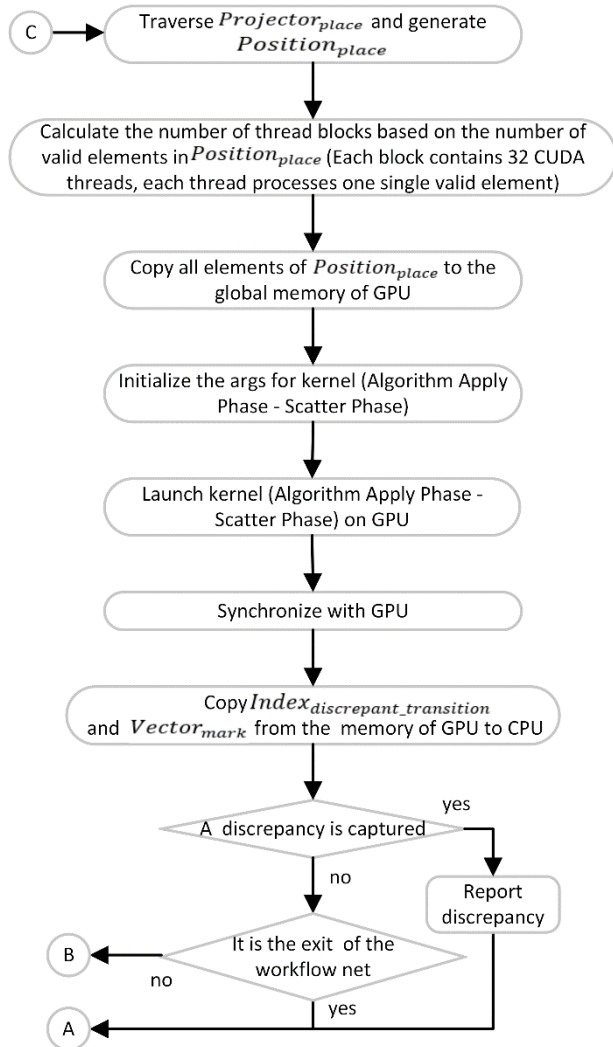 C
Traverse Projector_place and generate
Position_place
Calculate the number of thread blocks based on the number of
valid elements in Position_place (Each block contains 32 CUDA
threads, each thread processes one single valid element)
Copy all elements of Position_place to the
global memory of GPU
Initialize the args for kernel (Algorithm Apply
Phase - Scatter Phase)
Launch kernel (Algorithm Apply Phase -
Scatter Phase) on GPU
Synchronize with GPU
Copy Index_discrepant_transition
and Vector_mark from the memory of GPU to CPU
A discrepancy is captured
yes
no
Report
discrepancy
It is the exit of the
workflow net
B
no
yes
A